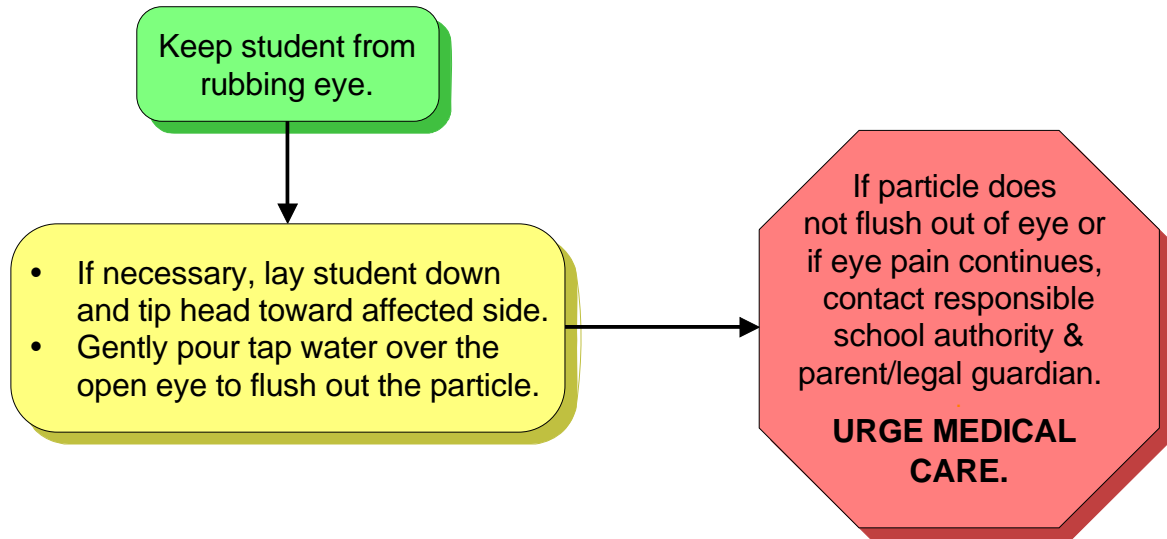 Keep student from
rubbing eye.
• If necessary, lay student down
and tip head toward affected side.
• Gently pour tap water over the
open eye to flush out the particle.
If particle does
not flush out of eye or
if eye pain continues,
contact responsible
school authority &
parent/legal guardian.
URGE MEDICAL
CARE.